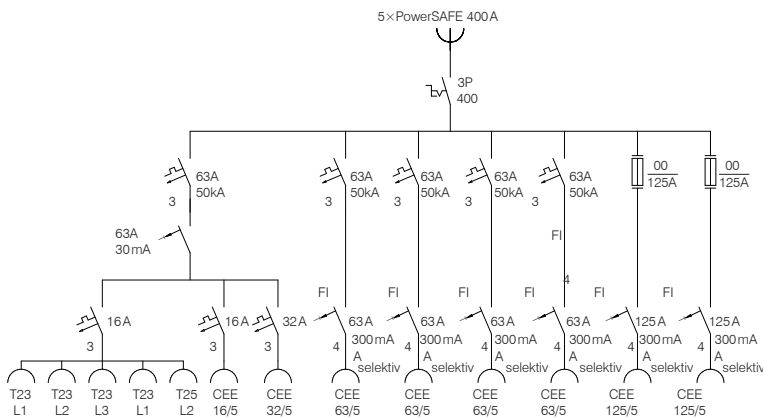 5×PowerSAFE 400A
3P
400
63A
50kA
3
63A
50kA
3
63A
50kA
3
63A
50kA
3
63A
50kA
3
00
125A
00
125A
63A
30mA
FI
4
FI
FI
FI
FI
FI
FI
16A
3
16A
3
32A
3
63A
300mA
4
A
selektiv
63A
300mA
4
A
selektiv
63A
300mA
4
A
selektiv
63A
300mA
4
A
selektiv
125A
300mA
4
A
selektiv
125A
300mA
4
A
selektiv
T23
L1
T23
L2
T23
L3
T23
L1
T25
L2
CEE
16/5
CEE
32/5
CEE
63/5
CEE
63/5
CEE
63/5
CEE
63/5
CEE
125/5
CEE
125/5